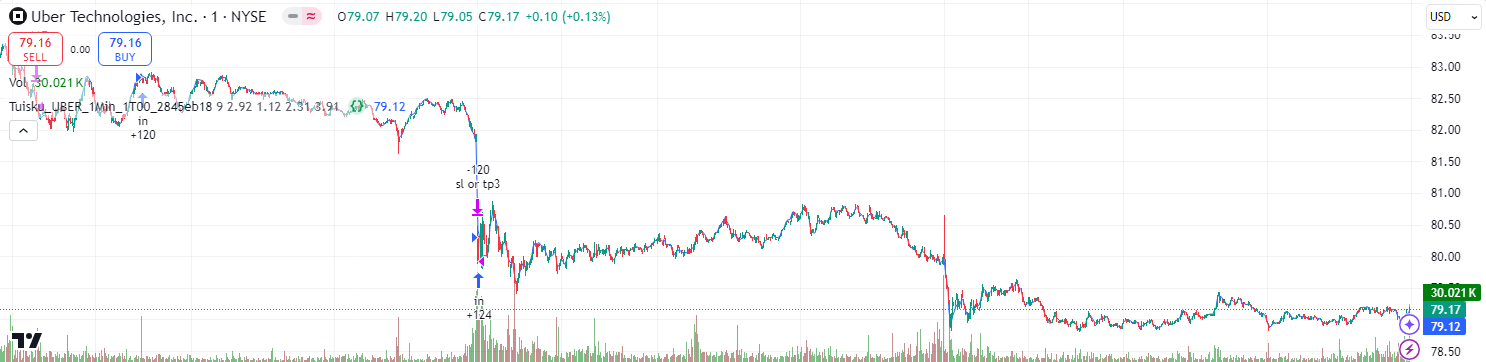 Uber Technologies, Inc. · 1 · NYSE O79.07 H79.20 L79.05 C79.17 +0.10 (+0.13%)
USD
83.50
79.16
SELL
0.00
79.16
BUY
83.00
Vol 30.021 K
Tuisku_UBER_1Min_1T00_2845eb18 9 2.92 1.12 2.31 3.91 79.12
82.50
in
+120
82.00
81.50
-120
sl or tp3
81.00
80.50
80.00
in
+124
30.021 K
79.17
79.12
78.50